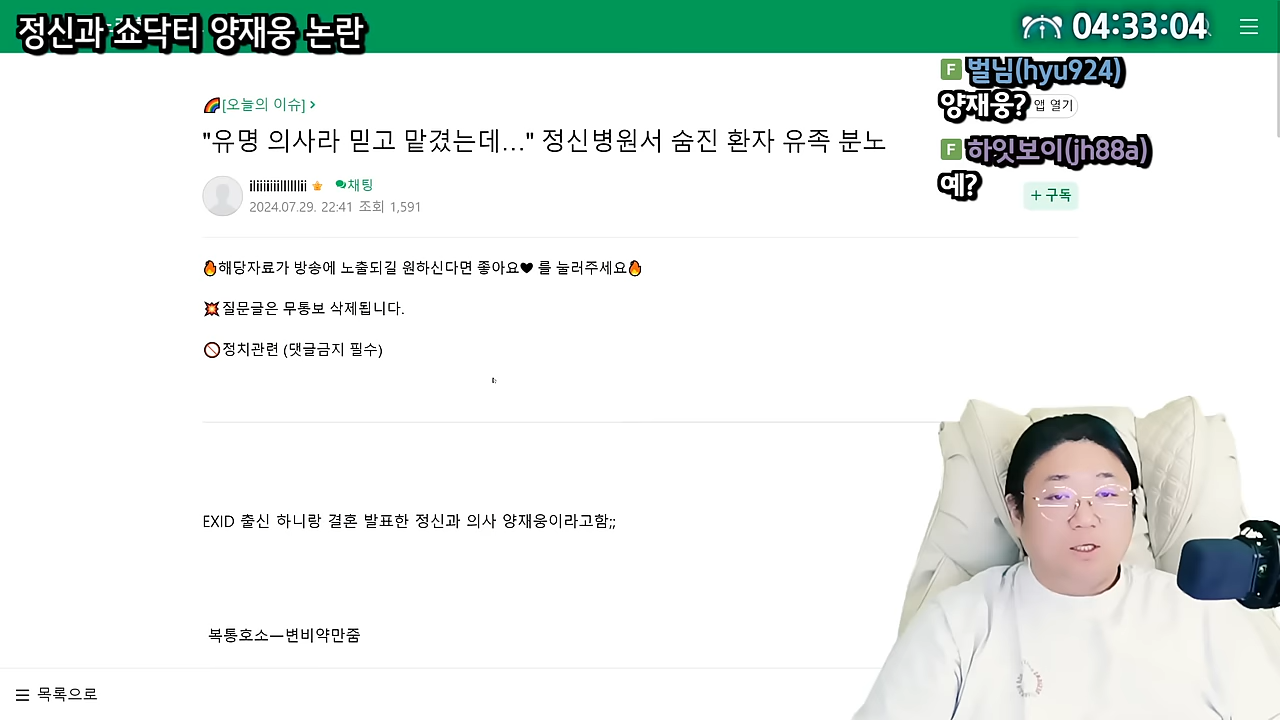 정신과 쇼닥터 양재웅 논란
04:33:04
F 벌님(hyu924)
양재웅?
앱 열기
F 하잇보이(jh88a)
예?
+ 구독
🌈[오늘의 이슈] >
"유명 의사라 믿고 맡겼는데…" 정신병원서 숨진 환자 유족 분노
채팅
2024.07.29. 22:41 조회 1,591
🔥해당자료가 방송에 노출되길 원하신다면 좋아요🖤 를 눌러주세요🔥
💥질문글은 무통보 삭제됩니다.
🚫정치관련 (댓글금지 필수)
EXID 출신 하니랑 결혼 발표한 정신과 의사 양재웅이라고함;;
복통호소—변비약만줌
목록으로